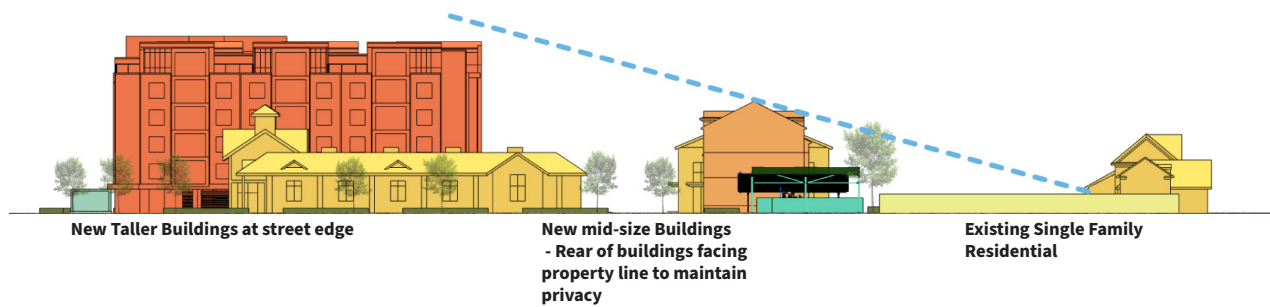 New Taller Buildings at street edge
New mid-size Buildings
- Rear of buildings facing
property line to maintain
privacy
Existing Single Family
Residential